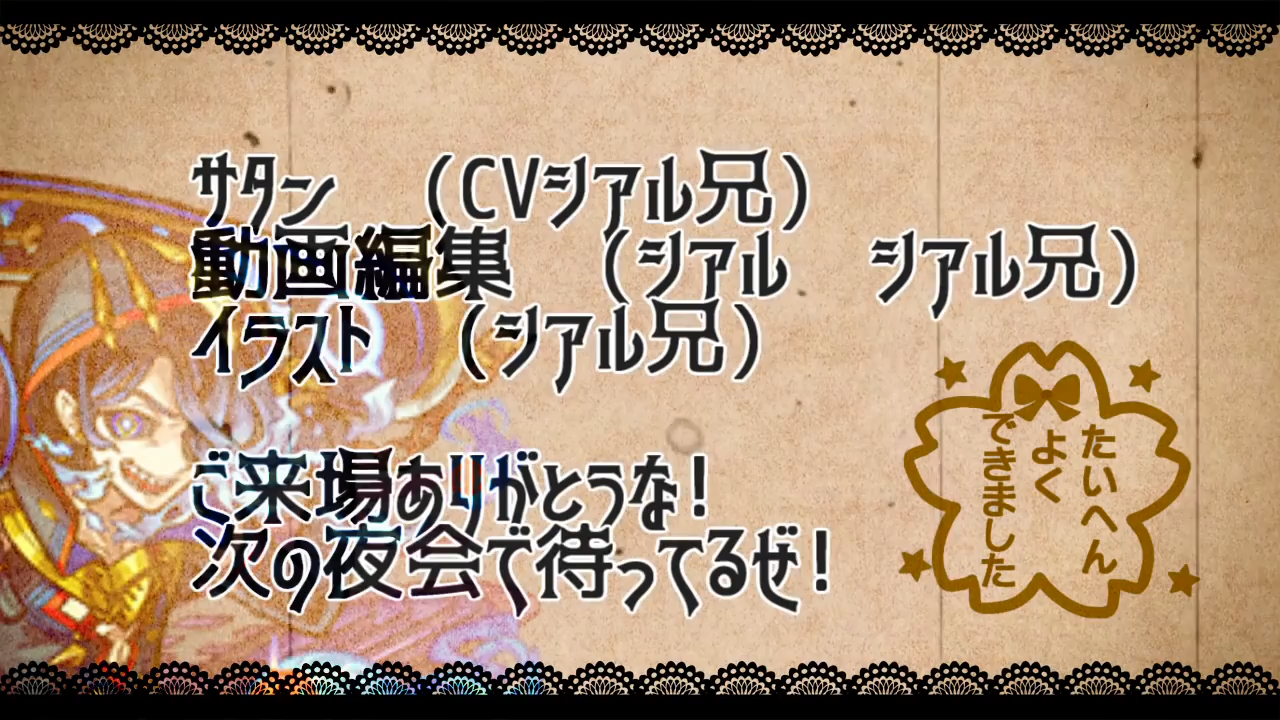 サタン　（CVシアル兄）
動画編集　（シアル　シアル兄）
イラスト　（シアル兄）
ご来場ありがとうな！
次の夜会で待ってるぜ！
たいへん
よく
できました